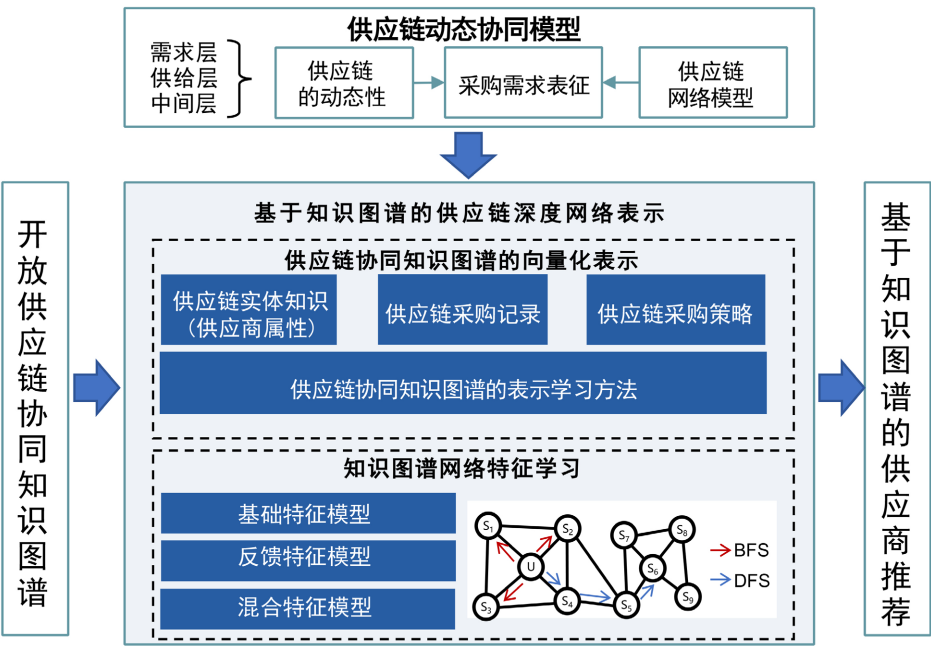 供应链动态协同模型
需求层
供给层
中间层
供应链
的动态性
采购需求表征
供应链
网络模型
开放供应链协同知识图谱
基于知识图谱的供应链深度网络表示
供应链协同知识图谱的向量化表示
供应链实体知识
（供应商属性）
供应链采购记录
供应链采购策略
供应链协同知识图谱的表示学习方法
知识图谱网络特征学习
基础特征模型
反馈特征模型
混合特征模型
S1
S2
U
S3
S4
S7
S8
S6
S5
S9
BFS
DFS
基于知识图谱的供应商推荐